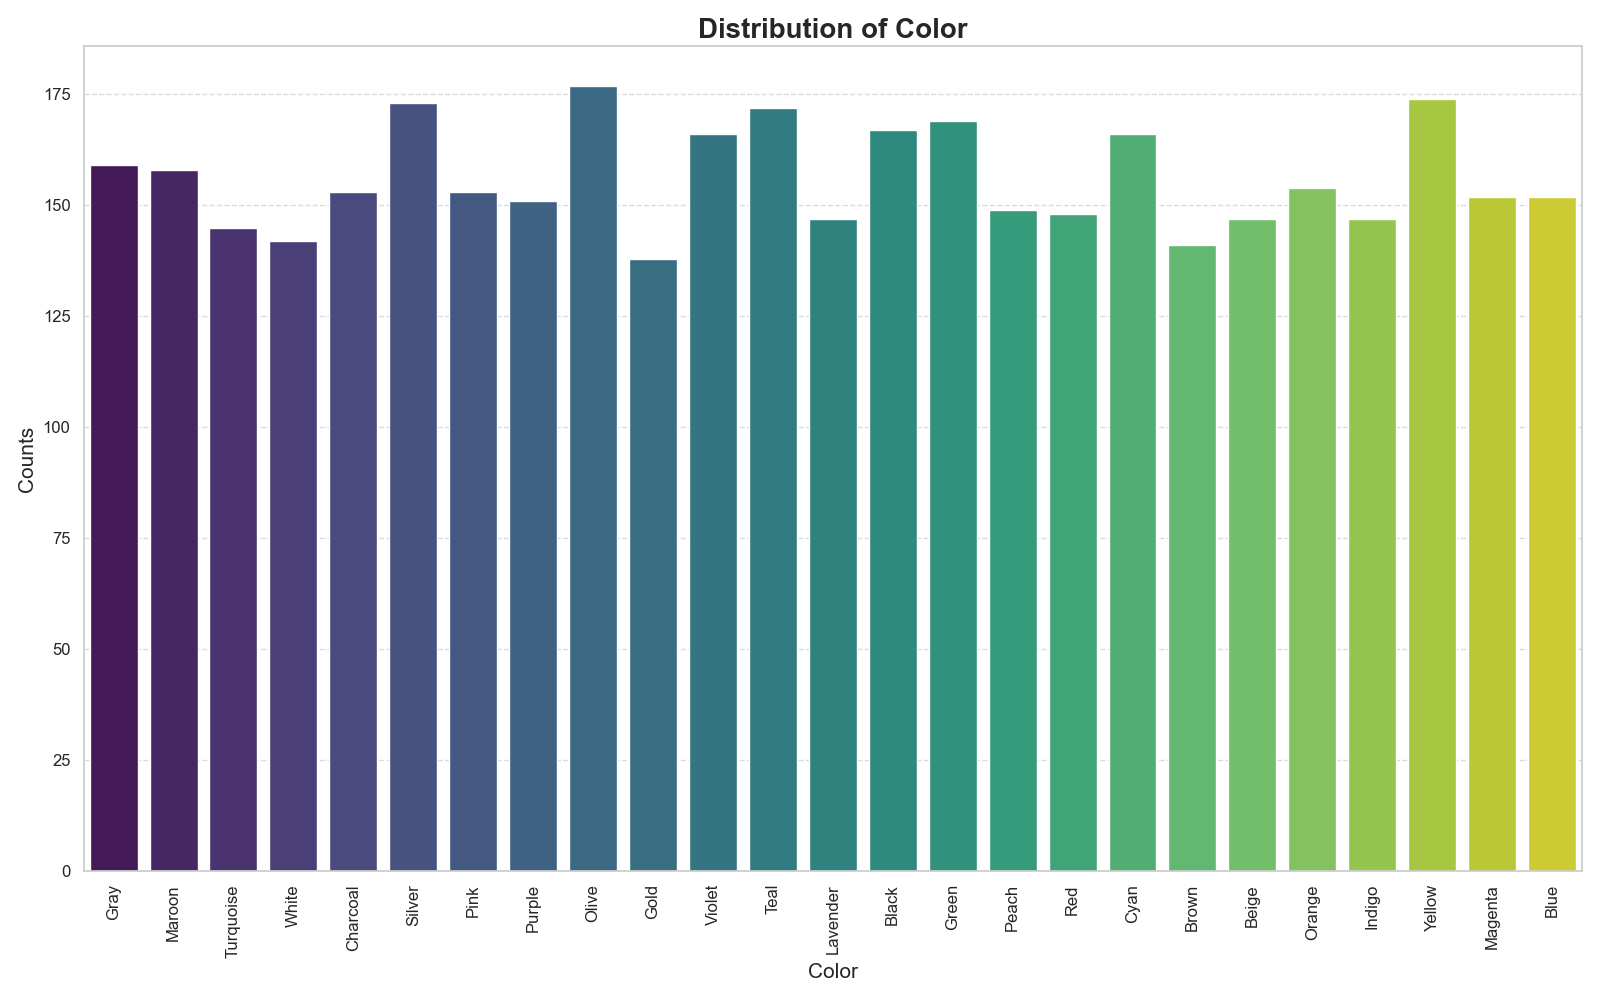 Distribution of Color
Counts
175
150
125
100
75
50
25
0
Gray
Maroon
Turquoise
White
Charcoal
Silver
Pink
Purple
Olive
Gold
Violet
Teal
Lavender
Black
Green
Peach
Red
Cyan
Brown
Beige
Orange
Indigo
Yellow
Magenta
Blue
Color